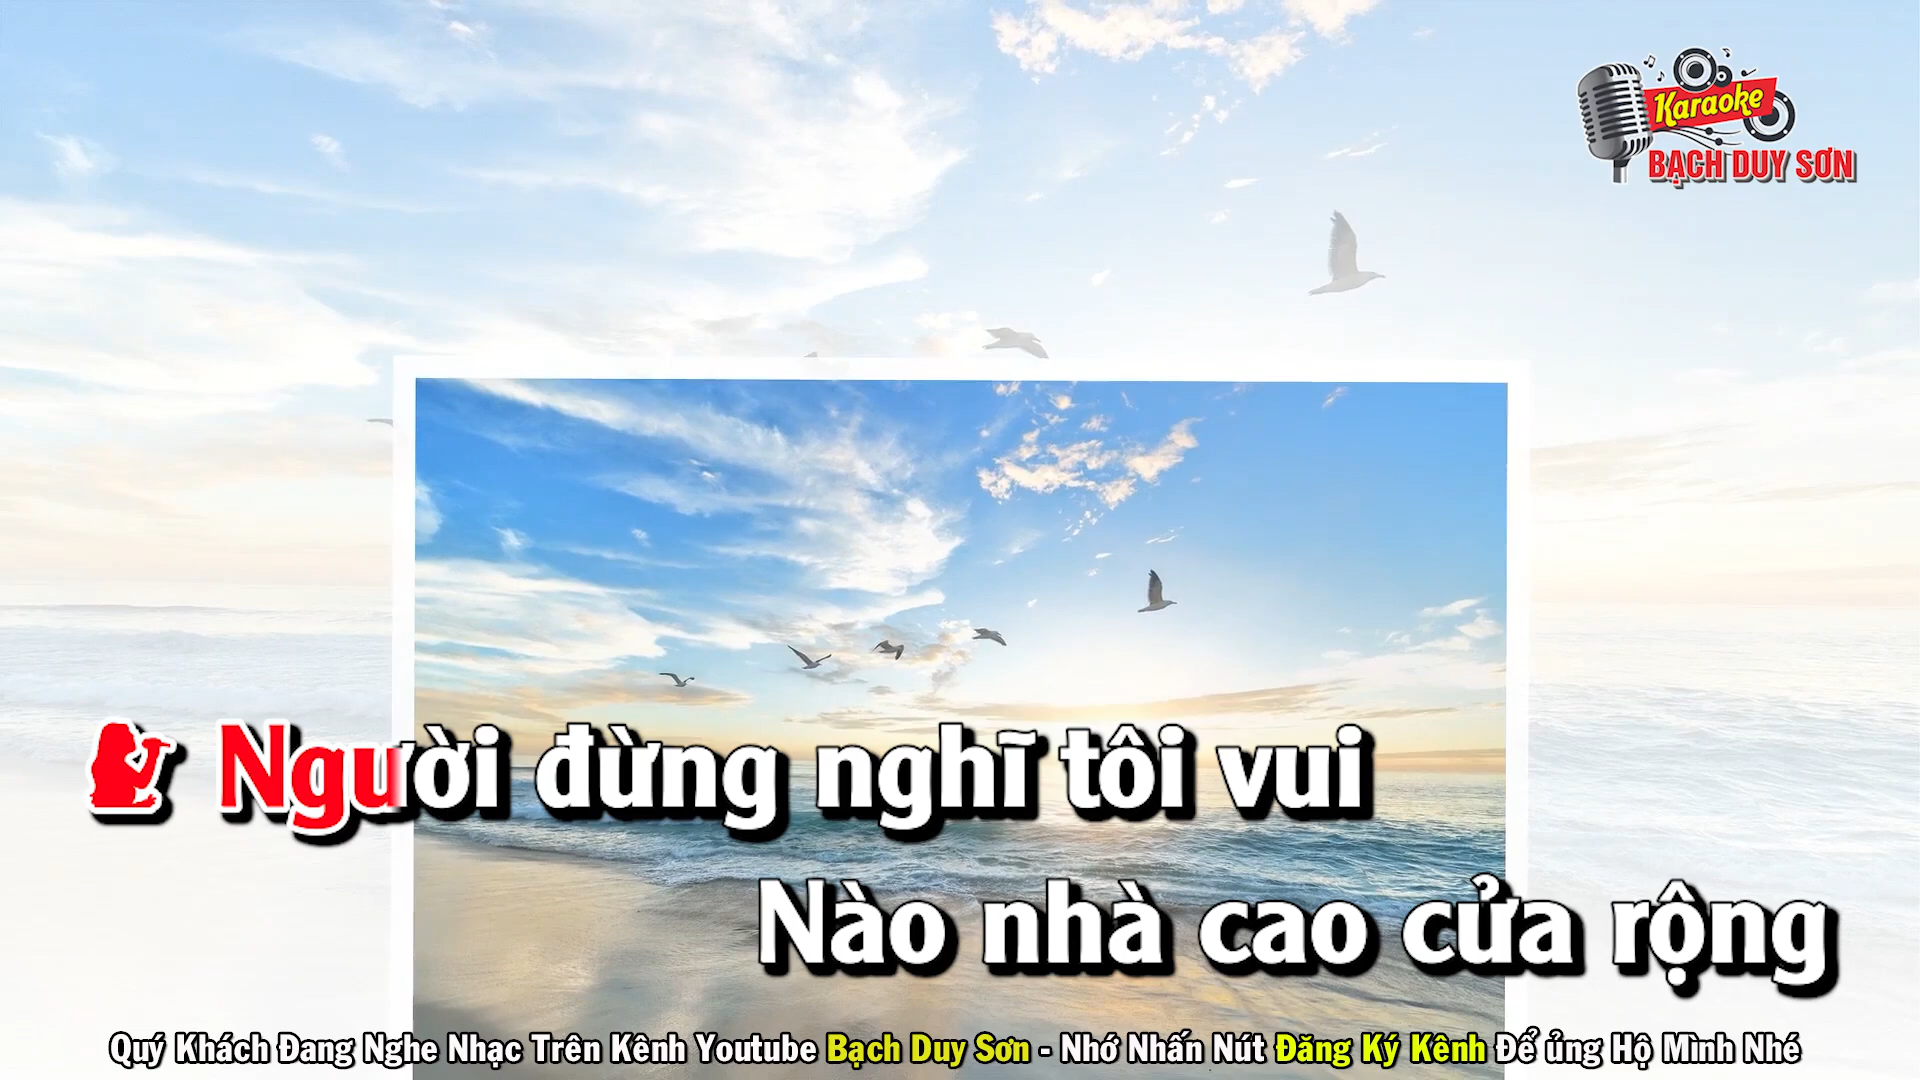 Karaoke
BẠCH DUY SƠN
Người đừng nghĩ tôi vui
Nào nhà cao cửa rộng
Quý Khách Đang Nghe Nhạc Trên Kênh Youtube Bạch Duy Sơn - Nhớ Nhấn Nút Đăng Ký Kênh Để ủng Hộ Mình Nhé